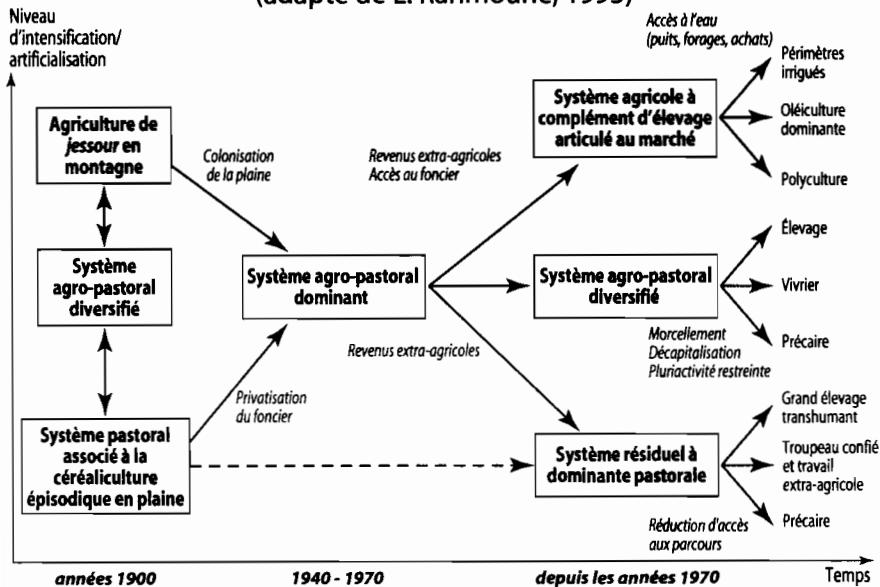 (adapté de L. Rahmoune, 1995)
Niveau
d'intensification/
artificialisation
Accès à l'eau
(puits, forages, achats)
Agriculture de
jessour en
montagne
Colonisation
de la plaine
Revenus extra-agricoles
Accès au foncier
Système agricole à
complément d'élevage
articulé au marché
Périmètres
irrigués
Oléiculture
dominante
Polyculture
Système
agro-pastoral
diversifié
Système agro-pastoral
dominant
Système agro-pastoral
diversifié
Élevage
Vivrier
Précaire
Revenus extra-agricoles
Morcellement
Décapitalisation
Pluriactivité restreinte
Privatisation
du foncier
Système pastoral
associé à la
céréaliculture
épisodique en plaine
Système résiduel à
dominante pastorale
Grand élevage
transhumant
Troupeau confié
et travail
extra-agricole
Précaire
Réduction d'accès
aux parcours
années 1900
1940 - 1970
depuis les années 1970
Temps